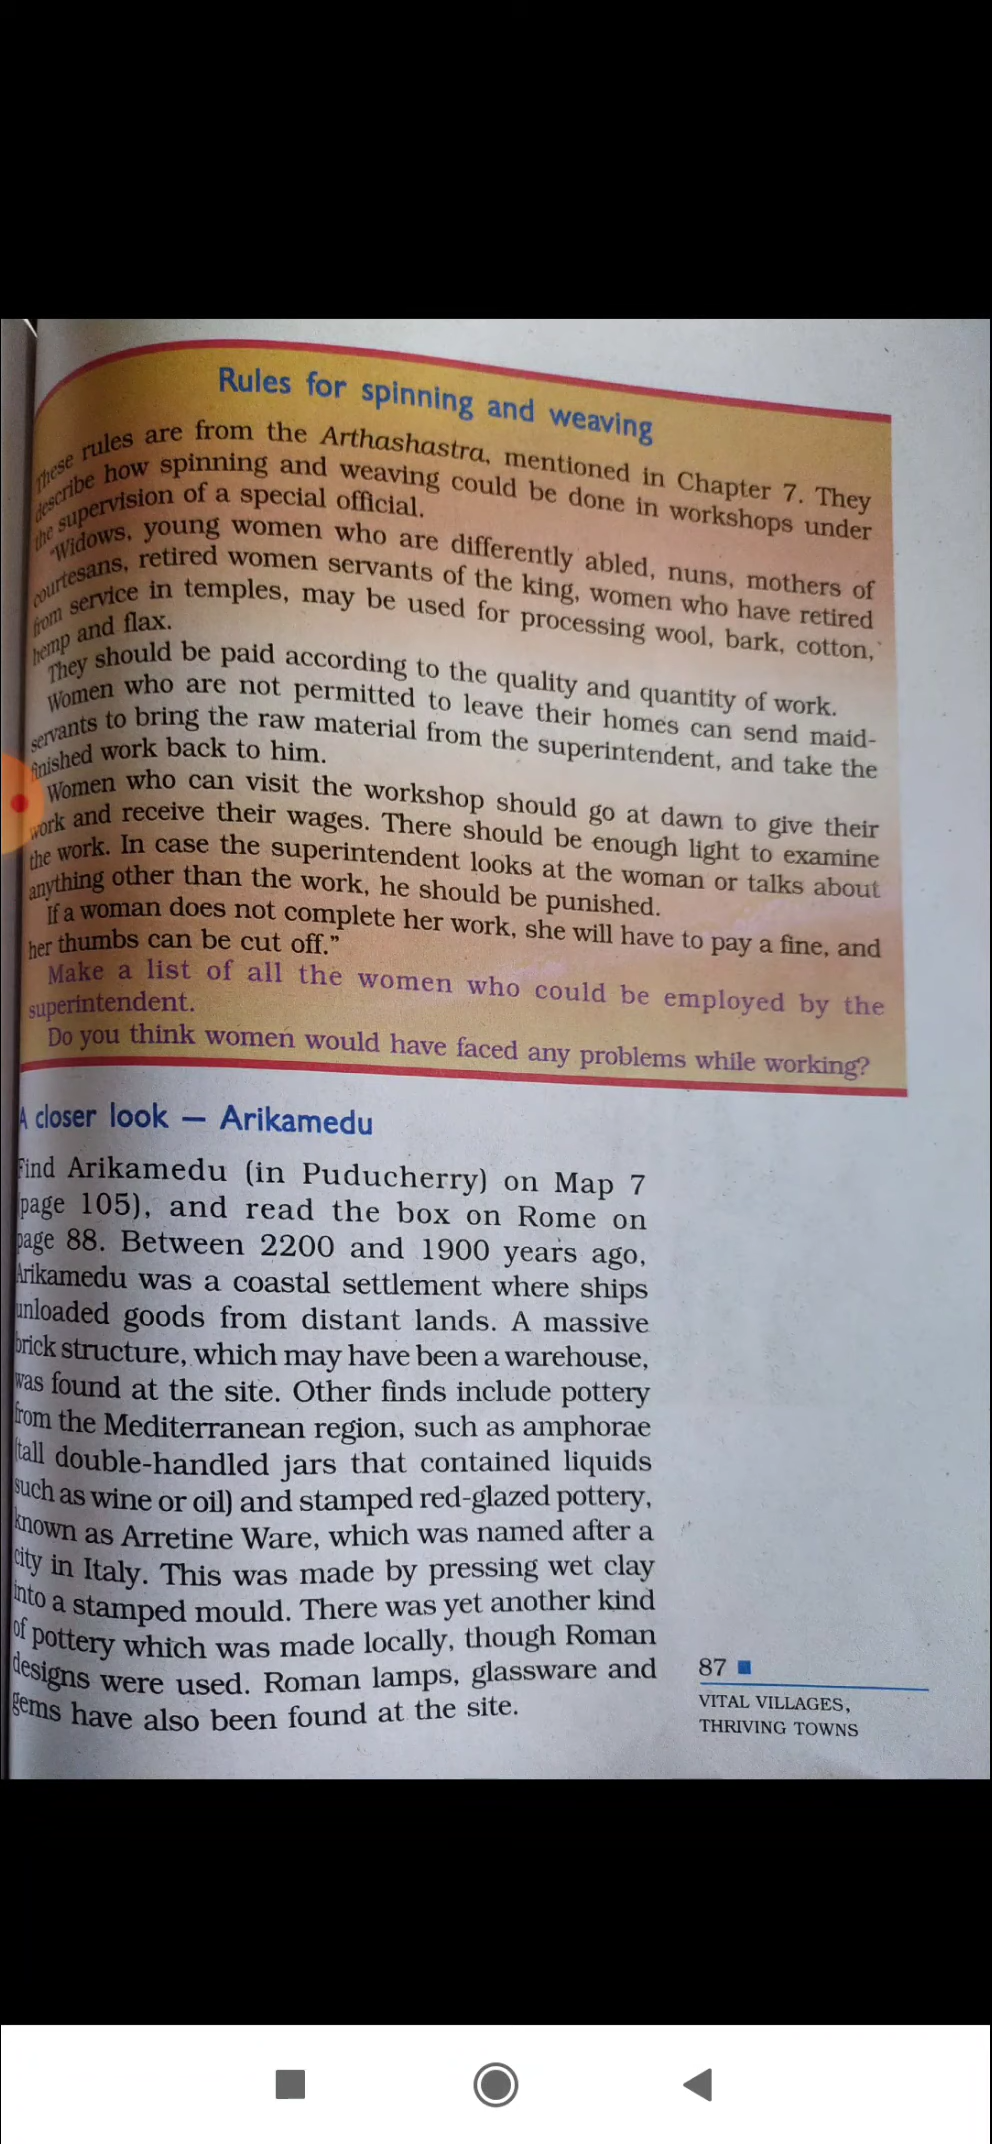 Rules for spinning and weaving
These rules are from the Arthashastra, mentioned in Chapter 7. They
describe how spinning and weaving could be done in workshops under
the supervision of a special official.
"Widows, young women who are differently abled, nuns, mothers of
courtesans, retired women servants of the king, women who have retired
from service in temples, may be used for processing wool, bark, cotton,
hemp and flax.
They should be paid according to the quality and quantity of work.
Women who are not permitted to leave their homes can send maid-
servants to bring the raw material from the superintendent, and take the
finished work back to him.
Women who can visit the workshop should go at dawn to give their
work and receive their wages. There should be enough light to examine
the work. In case the superintendent looks at the woman or talks about
anything other than the work, he should be punished.
If a woman does not complete her work, she will have to pay a fine, and
her thumbs can be cut off."
Make a list of all the women who could be employed by the
superintendent.
Do you think women would have faced any problems while working?
A closer look — Arikamedu
Find Arikamedu (in Puducherry) on Map 7
(page 105), and read the box on Rome on
page 88. Between 2200 and 1900 years ago,
Arikamedu was a coastal settlement where ships
unloaded goods from distant lands. A massive
brick structure, which may have been a warehouse,
was found at the site. Other finds include pottery
from the Mediterranean region, such as amphorae
(tall double-handled jars that contained liquids
such as wine or oil) and stamped red-glazed pottery,
known as Arretine Ware, which was named after a
city in Italy. This was made by pressing wet clay
into a stamped mould. There was yet another kind
of pottery which was made locally, though Roman
designs were used. Roman lamps, glassware and
gems have also been found at the site.
87
VITAL VILLAGES,
THRIVING TOWNS